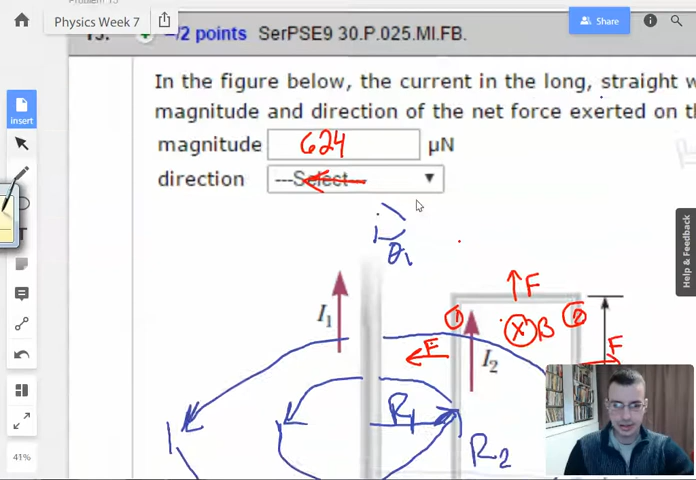 Physics Week 7
Share
-/2 points SerPSE9 30.P.025.MI.FB.
In the figure below, the current in the long, straight w
magnitude and direction of the net force exerted on th
magnitude 624 µN
direction ---Select---
insert
T
θ₁
I₁
F
1
X B
2
F
F
I₂
R₁
R₂
41%
Help & Feedback